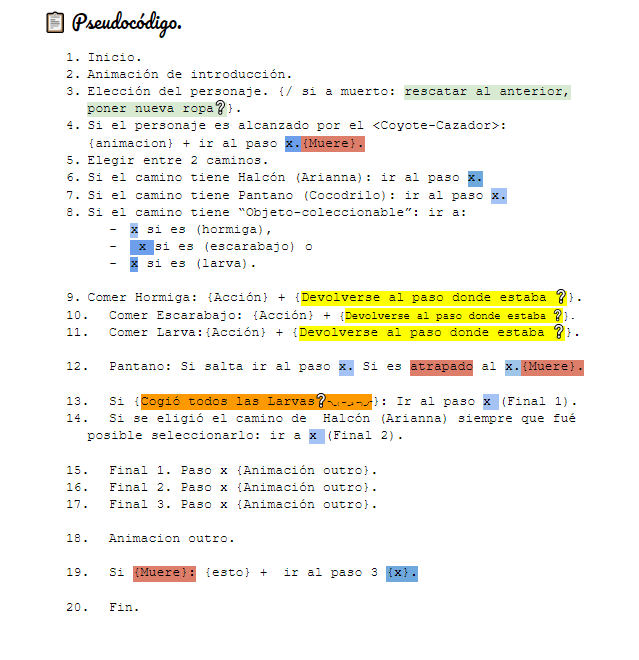 📋 Pseudocódigo.
1. Inicio.
2. Animación de introducción.
3. Elección del personaje. {/ si a muerto: rescatar al anterior,
poner nueva ropa❔}.
4. Si el personaje es alcanzado por el <Coyote-Cazador>:
{animacion} + ir al paso x.{Muere}.
5. Elegir entre 2 caminos.
6. Si el camino tiene Halcón (Arianna): ir al paso x.
7. Si el camino tiene Pantano (Cocodrilo): ir al paso x.
8. Si el camino tiene “Objeto-coleccionable”: ir a:
- x si es (hormiga),
- x si es (escarabajo) o
- x si es (larva).
9. Comer Hormiga: {Acción} + {Devolverse al paso donde estaba ❔}.
10. Comer Escarabajo: {Acción} + {Devolverse al paso donde estaba ❔}.
11. Comer Larva:{Acción} + {Devolverse al paso donde estaba ❔}.
12. Pantano: Si salta ir al paso x. Si es atrapado al x.{Muere}.
13. Si {Cogió todos las Larvas❔}: Ir al paso x (Final 1).
14. Si se eligió el camino de Halcón (Arianna) siempre que fué
posible seleccionarlo: ir a x (Final 2).
15. Final 1. Paso x {Animación outro}.
16. Final 2. Paso x {Animación outro}.
17. Final 3. Paso x {Animación outro}.
18. Animacion outro.
19. Si {Muere}: {esto} + ir al paso 3 {x}.
20. Fin.